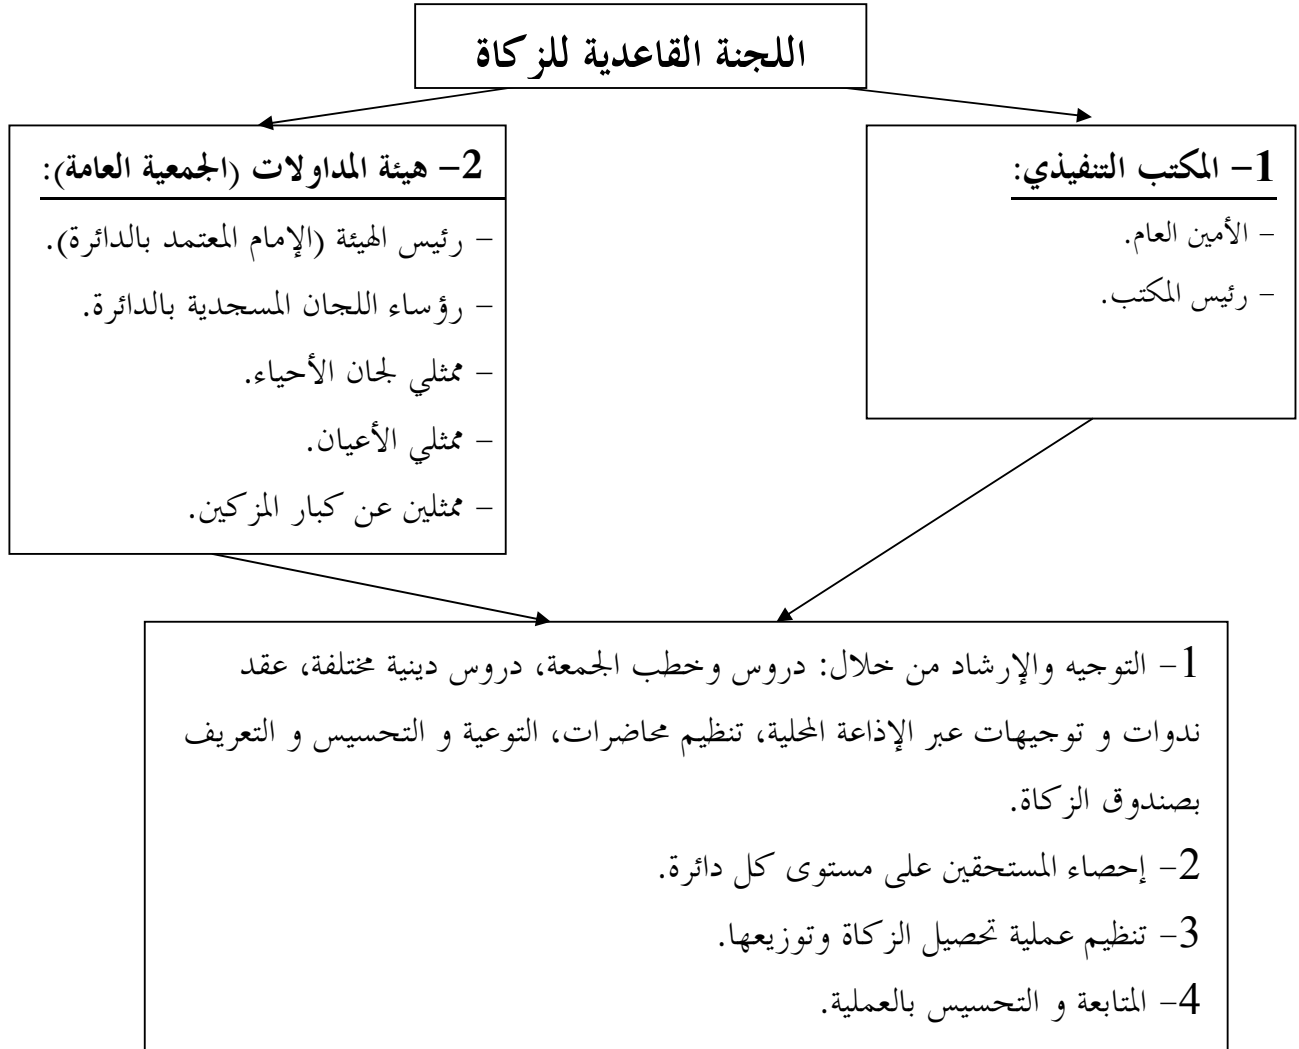 اللجنة القاعدية للزكاة
1- المكتب التنفيذي:
- الأمين العام.
- رئيس المكتب.
2- هيئة المداولات (الجمعية العامة):
- رئيس الهيئة (الإمام المعتمد بالدائرة).
- رؤساء اللجان المسجدية بالدائرة.
- ممثلي لجان الأحياء.
- ممثلي الأعيان.
- ممثلين عن كبار المزكين.
1- التوجيه والإرشاد من خلال: دروس وخطب الجمعة، دروس دينية مختلفة، عقد
ندوات و توجيهات عبر الإذاعة المحلية، تنظيم محاضرات، التوعية و التحسيس و التعريف
بصندوق الزكاة.
2- إحصاء المستحقين على مستوى كل دائرة.
3- تنظيم عملية تحصيل الزكاة وتوزيعها.
4- المتابعة و التحسيس بالعملية.